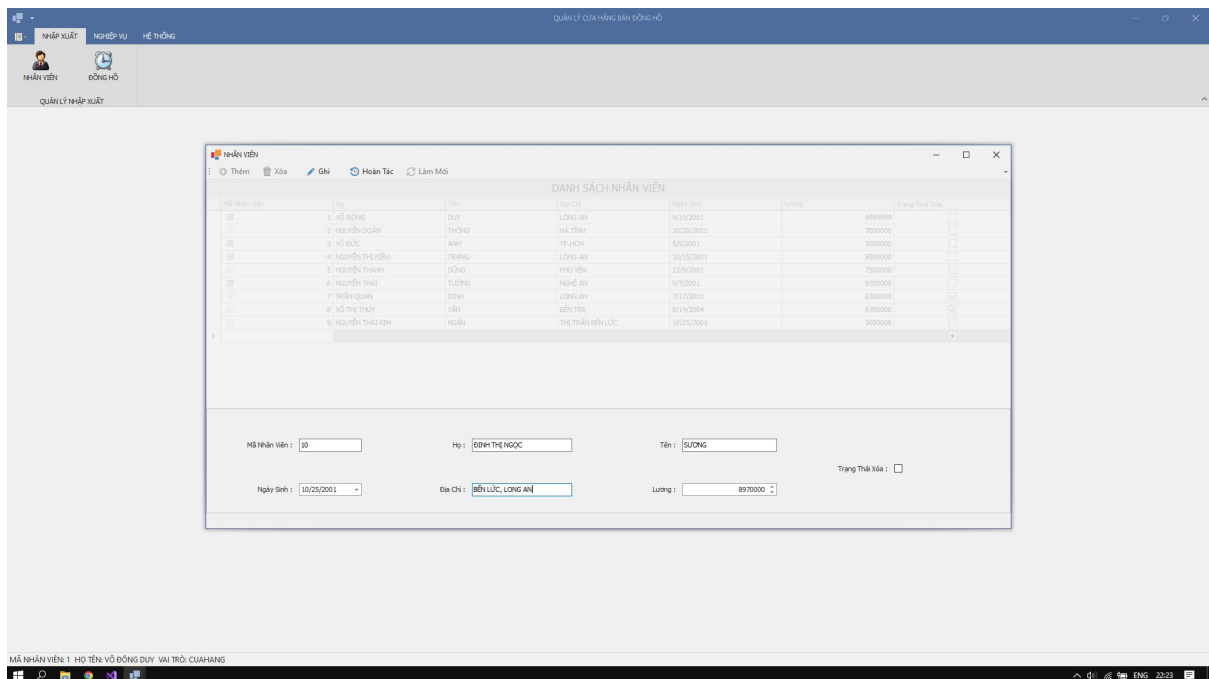 QUẢN LÝ CỬA HÀNG BÁN ĐỒNG HỒ
NHẬP XUẤT NGHIỆP VỤ HỆ THỐNG
NHÂN VIÊN ĐỒNG HỒ
QUẢN LÝ NHẬP XUẤT
NHÂN VIÊN
Thêm Xóa Ghi Hoàn Tác Làm Mới
DANH SÁCH NHÂN VIÊN
Mã Nhân Viên Họ Tên Địa Chỉ Ngày Sinh Lương Trạng Thái Xóa
1 VÕ ĐÔNG DUY LONG AN 9/19/2001 9999999
2 NGUYỄN DOÃN THÔNG HÀ TĨNH 10/20/2001 7000000
3 VŨ ĐỨC ANH TP.HCM 5/9/2001 5000000
4 NGUYỄN THỊ KIỀU TRANG LONG AN 10/15/2001 8000000
5 NGUYỄN THANH DŨNG PHÚ YÊN 12/9/2001 7500000
6 NGUYỄN THÁI TƯỜNG NGHỆ AN 9/7/2001 9500000
7 TRẦN QUAN DINH LONG AN 7/17/2001 6300000
8 VÕ THỊ THÚY VÂN BẾN TRE 8/14/2004 6700000
9 NGUYỄN THÁI KIM NGÂN THỊ TRẤN BẾN LỨC 10/25/2001 9000000
Mã Nhân Viên : 10 Họ : ĐINH THỊ NGỌC Tên : SƯƠNG
Trạng Thái Xóa :
Ngày Sinh : 10/25/2001 Địa Chỉ : BẾN LỨC, LONG AN Lương : 8970000
MÃ NHÂN VIÊN: 1 HỌ TÊN: VÕ ĐÔNG DUY VAI TRÒ: CUAHANG
ENG 22:23